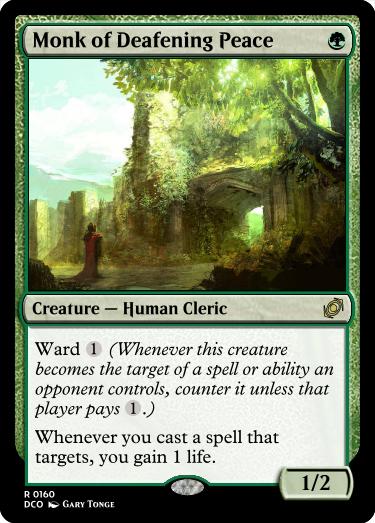 Monk of Deafening Peace
Creature — Human Cleric
Ward 1 (Whenever this creature
becomes the target of a spell or ability an
opponent controls, counter it unless that
player pays 1.)
Whenever you cast a spell that
targets, you gain 1 life.
1/2
R 0160
DCO Gary Tonge